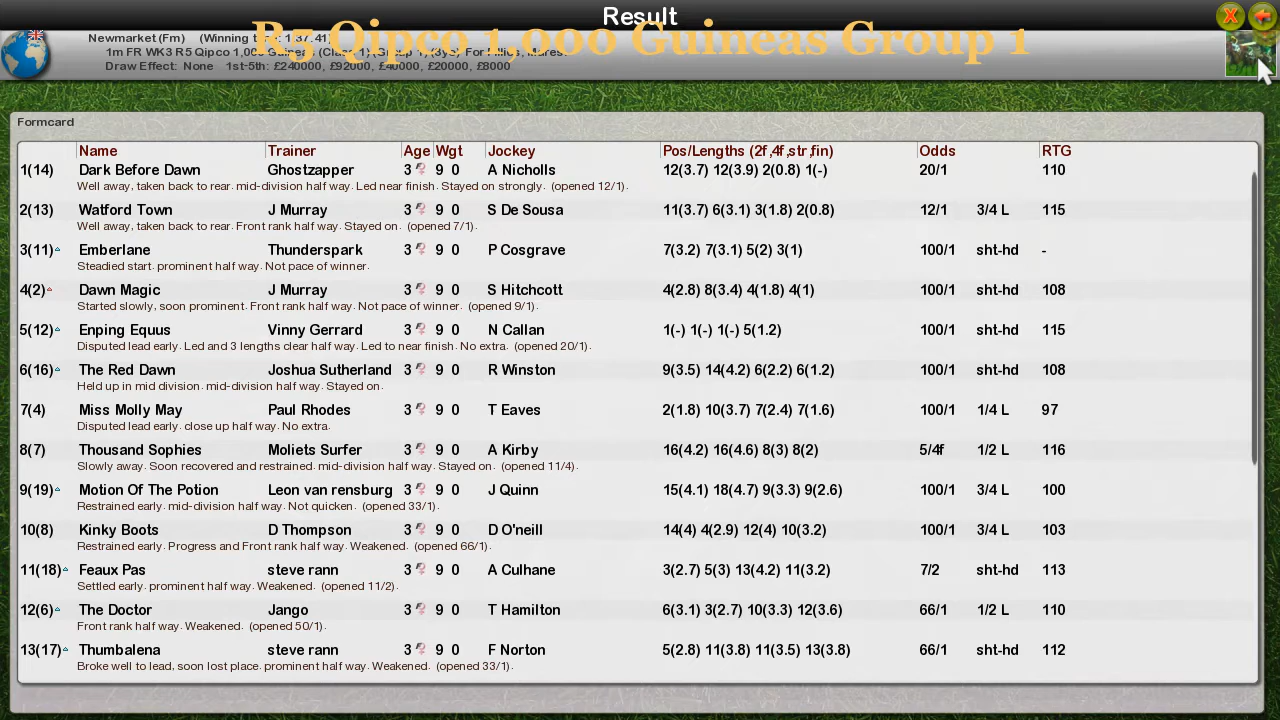 Result
R5 Qipco 1,000 Guineas Group 1
Newmarket(Fm) (Winning
1m FR WK3 R5 Qipco 1,00
Draw Effect: None 1st-5th: £240000, £92000, £40000, £20000, £8000
Formcard
Name Trainer Age Wgt Jockey Pos/Lengths (2f,4f,str,fin) Odds RTG
1(14) Dark Before Dawn Ghostzapper 3 9 0 A Nicholls 12(3.7) 12(3.9) 2(0.8) 1(-) 20/1 110
Well away, taken back to rear. mid-division half way. Led near finish. Stayed on strongly. (opened 12/1).
2(13) Watford Town J Murray 3 9 0 S De Sousa 11(3.7) 6(3.1) 3(1.8) 2(0.8) 12/1 3/4 L 115
Well away, taken back to rear. Front rank half way. Stayed on. (opened 7/1).
3(11) Emberlane Thunderspark 3 9 0 P Cosgrave 7(3.2) 7(3.1) 5(2) 3(1) 100/1 sht-hd -
Steadied start. prominent half way. Not pace of winner.
4(2) Dawn Magic J Murray 3 9 0 S Hitchcott 4(2.8) 8(3.4) 4(1.8) 4(1) 100/1 sht-hd 108
Started slowly, soon prominent. Front rank half way. Not pace of winner. (opened 9/1).
5(12) Enping Equus Vinny Gerrard 3 9 0 N Callan 1(-) 1(-) 1(-) 5(1.2) 100/1 sht-hd 115
Disputed lead early. Led and 3 lengths clear half way. Led to near finish. No extra. (opened 20/1).
6(16) The Red Dawn Joshua Sutherland 3 9 0 R Winston 9(3.5) 14(4.2) 6(2.2) 6(1.2) 100/1 sht-hd 108
Held up in mid division. mid-division half way. Stayed on.
7(4) Miss Molly May Paul Rhodes 3 9 0 T Eaves 2(1.8) 10(3.7) 7(2.4) 7(1.6) 100/1 1/4 L 97
Disputed lead early. close up half way. No extra.
8(7) Thousand Sophies Moliets Surfer 3 9 0 A Kirby 16(4.2) 16(4.6) 8(3) 8(2) 5/4f 1/2 L 116
Slowly away. Soon recovered and restrained. mid-division half way. Stayed on. (opened 11/4).
9(19) Motion Of The Potion Leon van rensburg 3 9 0 J Quinn 15(4.1) 18(4.7) 9(3.3) 9(2.6) 100/1 3/4 L 100
Restrained early. mid-division half way. Not quicken. (opened 33/1).
10(8) Kinky Boots D Thompson 3 9 0 D O'neill 14(4) 4(2.9) 12(4) 10(3.2) 100/1 3/4 L 103
Restrained early. Progress and Front rank half way. Weakened. (opened 66/1).
11(18) Feaux Pas steve rann 3 9 0 A Culhane 3(2.7) 5(3) 13(4.2) 11(3.2) 7/2 sht-hd 113
Settled early. prominent half way. Weakened. (opened 11/2).
12(6) The Doctor Jango 3 9 0 T Hamilton 6(3.1) 3(2.7) 10(3.3) 12(3.6) 66/1 1/2 L 110
Front rank half way. Weakened. (opened 50/1).
13(17) Thumbalena steve rann 3 9 0 F Norton 5(2.8) 11(3.8) 11(3.5) 13(3.8) 66/1 sht-hd 112
Broke well to lead, soon lost place. prominent half way. Weakened. (opened 33/1).